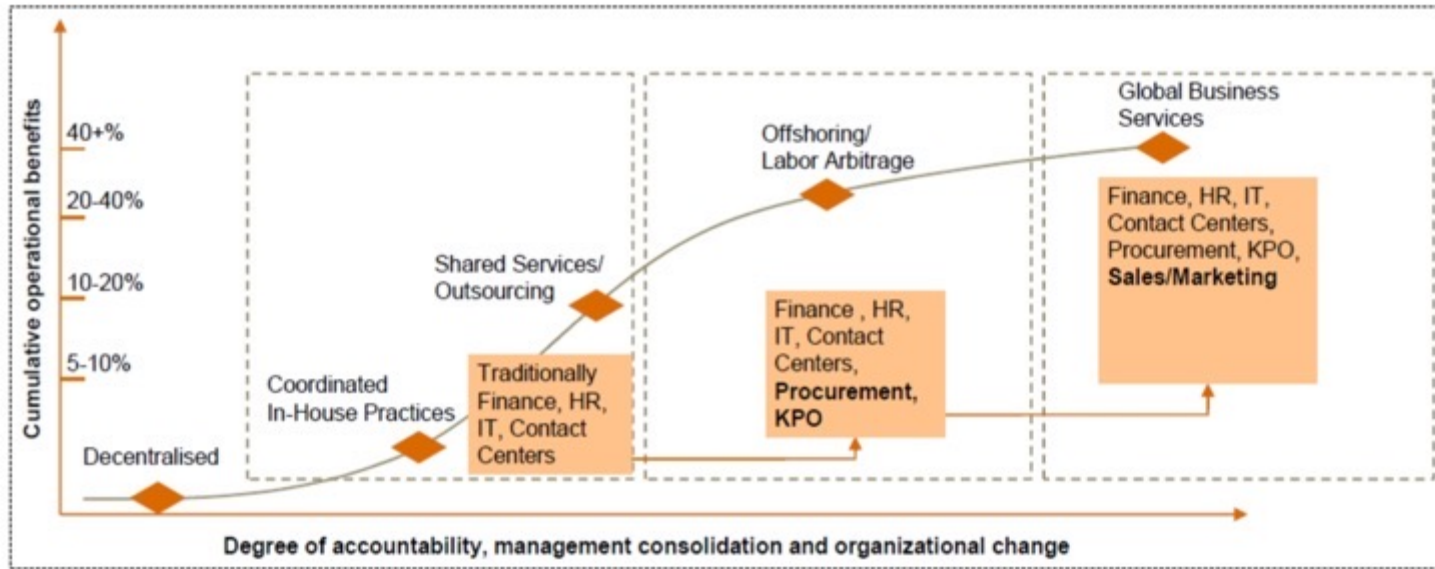 Cumulative operational benefits
40+%
20-40%
10-20%
5-10%
Decentralised
Coordinated
In-House Practices
Shared Services/
Outsourcing
Traditionally
Finance, HR,
IT, Contact
Centers
Offshoring/
Labor Arbitrage
Finance , HR,
IT, Contact
Centers,
Procurement,
KPO
Global Business
Services
Finance, HR, IT,
Contact Centers,
Procurement, KPO,
Sales/Marketing
Degree of accountability, management consolidation and organizational change